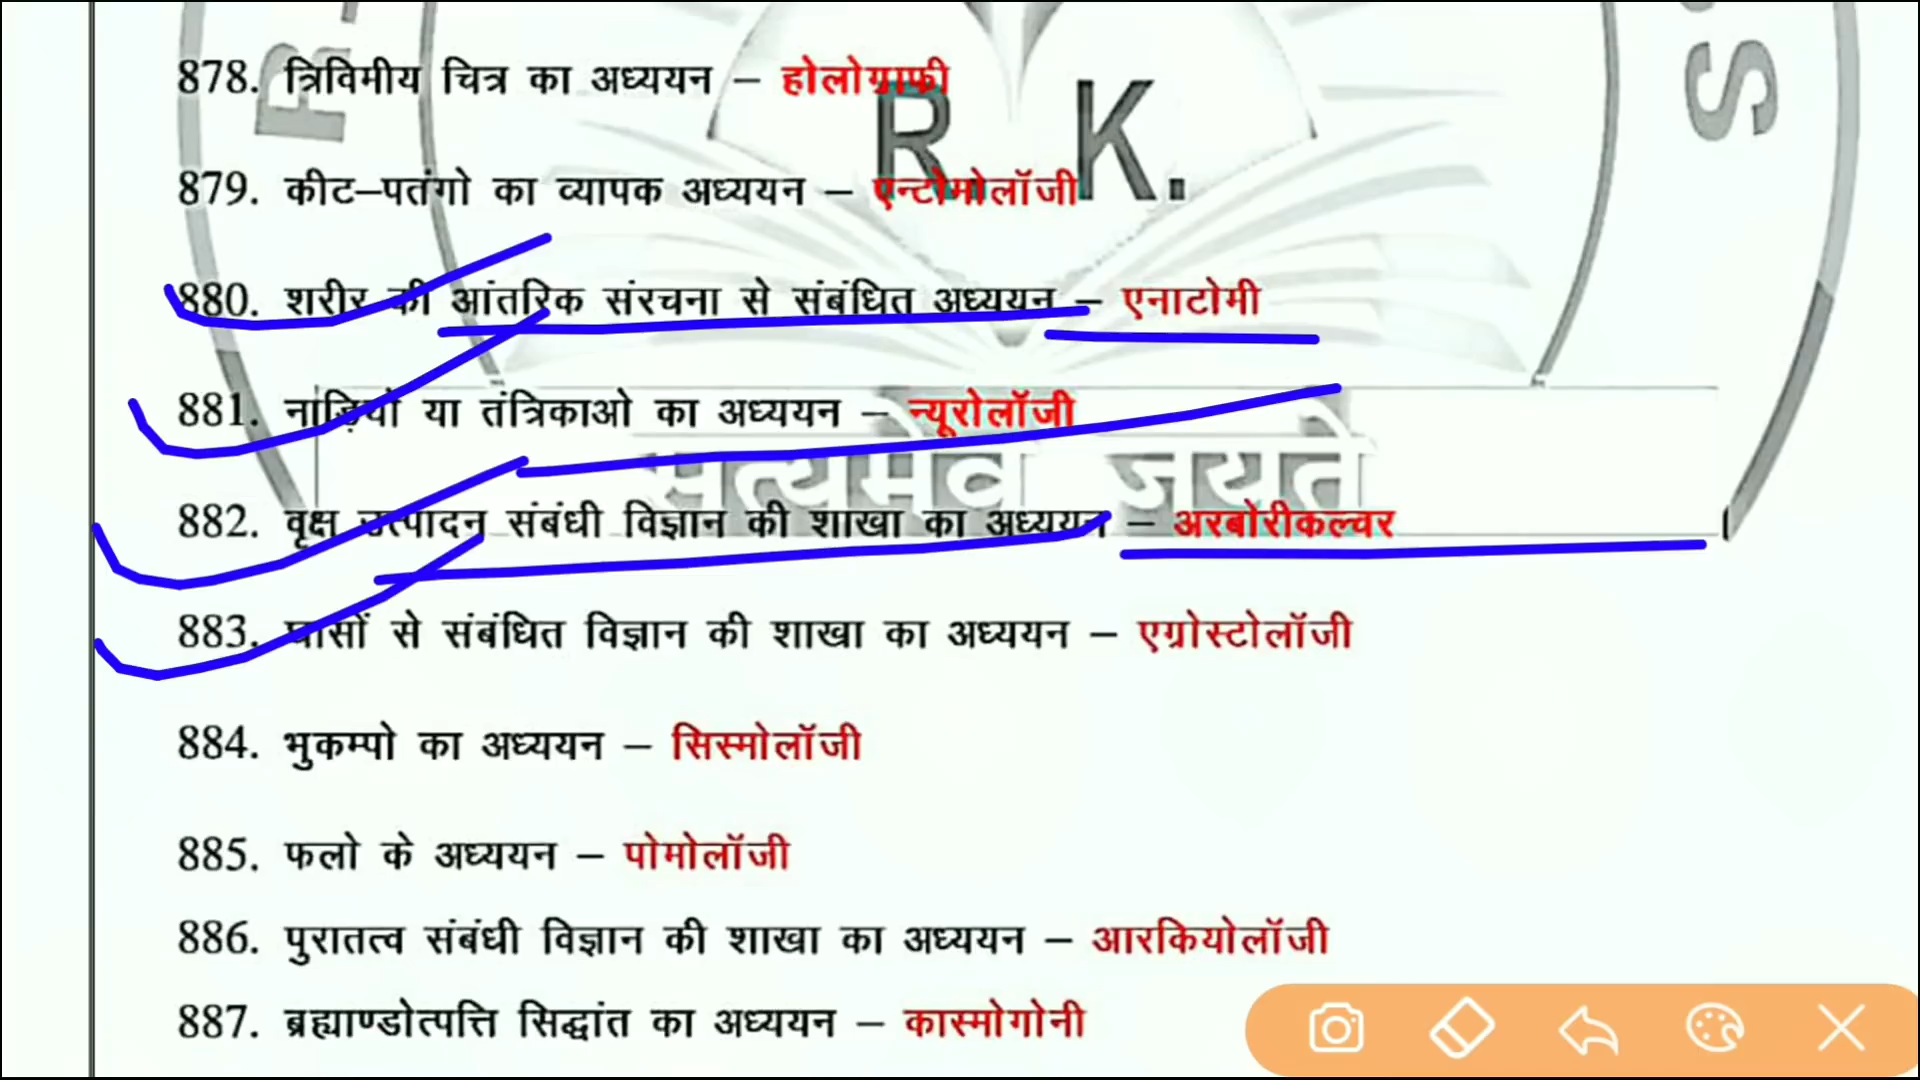 R
S
R. K.
878. त्रिविमीय चित्र का अध्ययन – होलोग्राफी
879. कीट–पतंगो का व्यापक अध्ययन – एन्टोमोलॉजी
880. शरीर की आंतरिक संरचना से संबंधित अध्ययन – एनाटोमी
881. नाड़ियो या तंत्रिकाओ का अध्ययन – न्यूरोलॉजी
सत्यमेव जयते
882. वृक्ष उत्पादन संबंधी विज्ञान की शाखा का अध्ययन – अरबोरीकल्चर
883. घासों से संबंधित विज्ञान की शाखा का अध्ययन – एग्रोस्टोलॉजी
884. भुकम्पो का अध्ययन – सिस्मोलॉजी
885. फलो के अध्ययन – पोमोलॉजी
886. पुरातत्व संबंधी विज्ञान की शाखा का अध्ययन – आरकियोलॉजी
887. ब्रह्माण्डोत्पत्ति सिद्धांत का अध्ययन – कास्मोगोनी